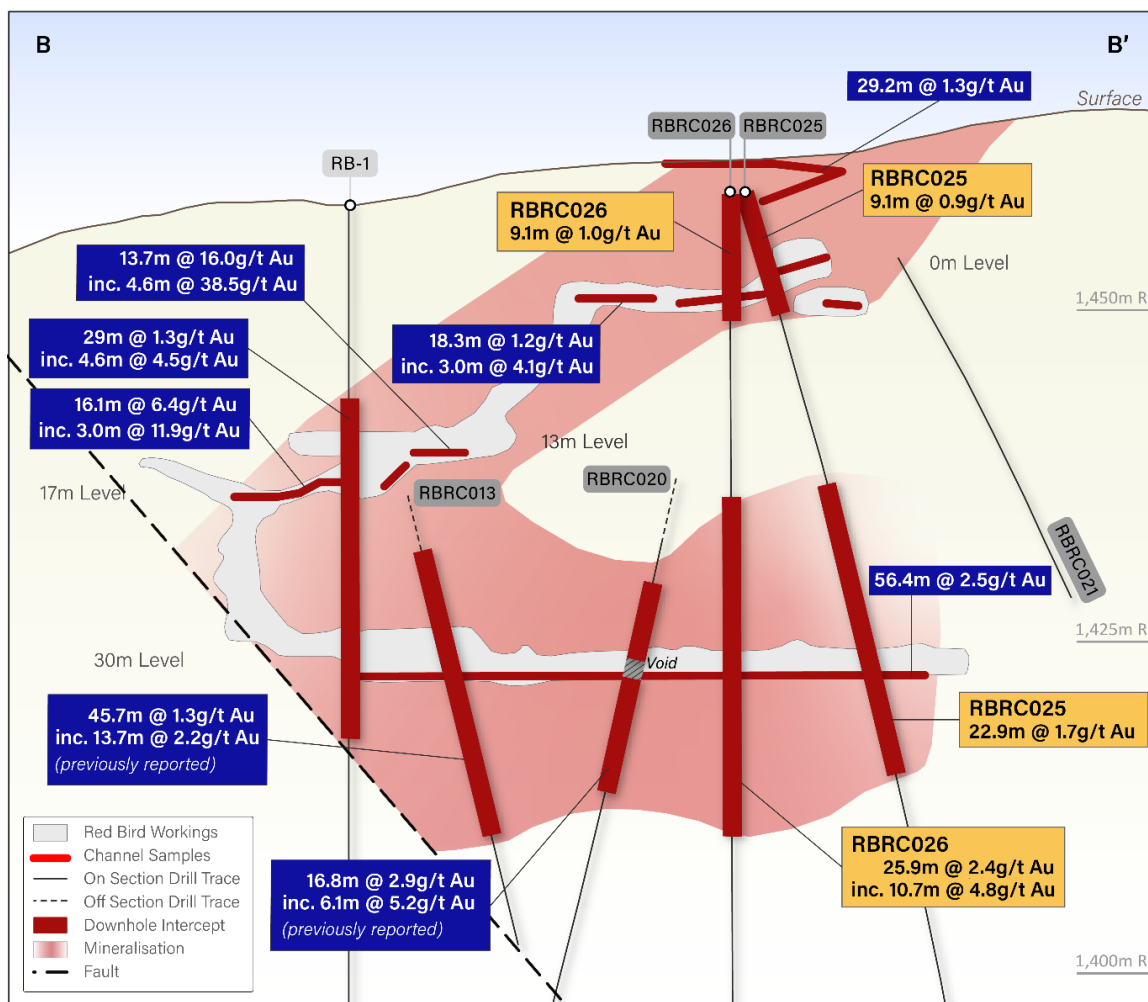 B
B'
29.2m @ 1.3g/t Au
Surface
RBRC026
RBRC025
RB-1
RBRC025
9.1m @ 0.9g/t Au
RBRC026
9.1m @ 1.0g/t Au
13.7m @ 16.0g/t Au
inc. 4.6m @ 38.5g/t Au
0m Level
1,450m R
29m @ 1.3g/t Au
inc. 4.6m @ 4.5g/t Au
18.3m @ 1.2g/t Au
inc. 3.0m @ 4.1g/t Au
16.1m @ 6.4g/t Au
inc. 3.0m @ 11.9g/t Au
13m Level
17m Level
RBRC013
RBRC020
RBRC021
56.4m @ 2.5g/t Au
1,425m R
30m Level
Void
45.7m @ 1.3g/t Au
inc. 13.7m @ 2.2g/t Au
(previously reported)
RBRC025
22.9m @ 1.7g/t Au
Red Bird Workings
Channel Samples
On Section Drill Trace
Off Section Drill Trace
Downhole Intercept
Mineralisation
Fault
16.8m @ 2.9g/t Au
inc. 6.1m @ 5.2g/t Au
(previously reported)
RBRC026
25.9m @ 2.4g/t Au
inc. 10.7m @ 4.8g/t Au
1,400m R